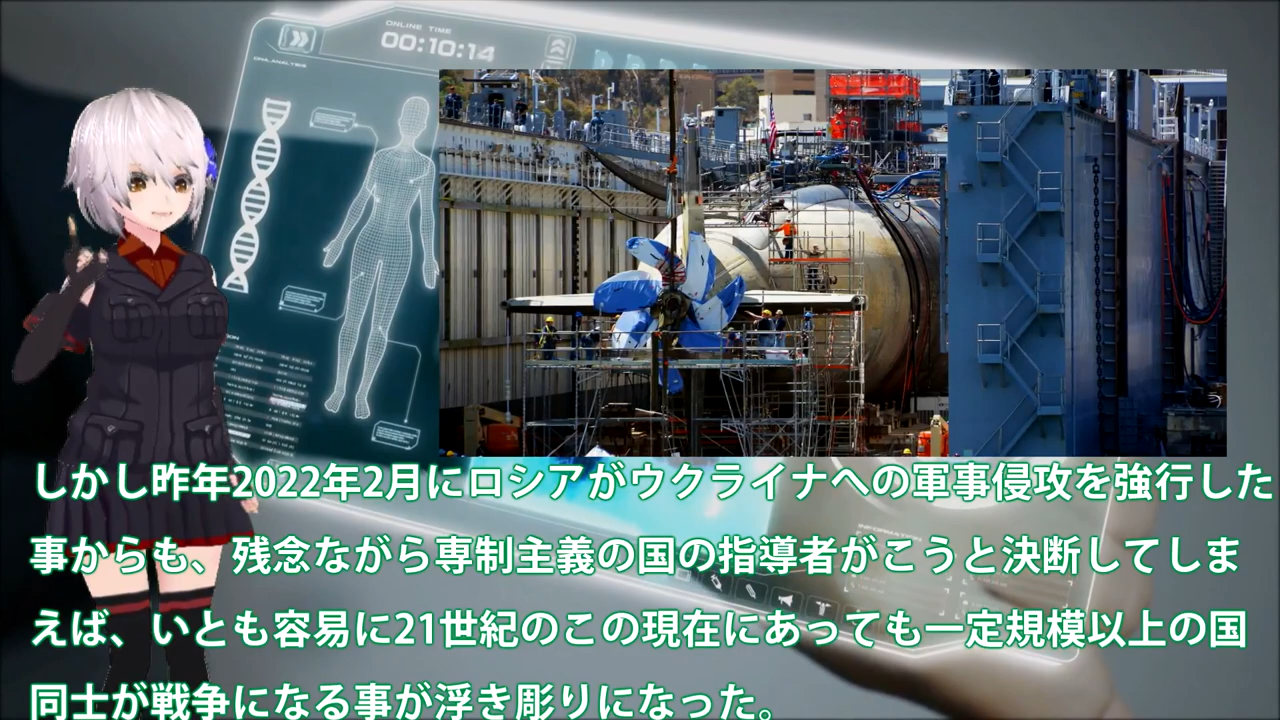 ONLINE TIME
00:10:14
DNA ANALYSIS
しかし昨年2022年2月にロシアがウクライナへの軍事侵攻を強行した
事からも、残念ながら専制主義の国の指導者がこうと決断してしま
えば、いとも容易に21世紀のこの現在にあっても一定規模以上の国
同士が戦争になる事が浮き彫りになった。